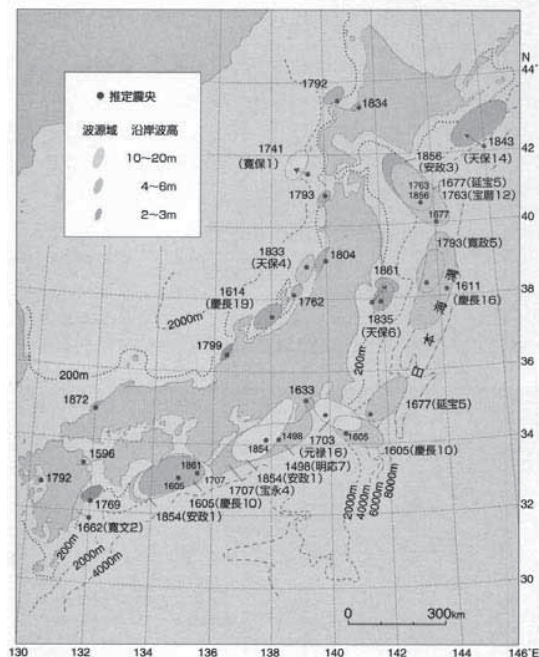 N
44°
42
40
38
36
34
32
30
130
132
134
136
138
140
142
144
146°E
●推定震央
波源域 沿岸波高
10〜20m
4〜6m
2〜3m
1792
1834
1843
(天保14)
1741
(寛保1)
1856
(安政3)
1763
1856
1677(延宝5)
1763(宝暦12)
1677
1793
1793(寛政5)
1833
(天保4)
1804
1861
1611
(慶長16)
1614
(慶長19)
1762
1835
(天保6)
2000m
200m
日本海溝
1799
200m
1872
1633
1677(延宝5)
1596
1854
1498
1703
(元禄16)
1605
1605(慶長10)
1792
1861
1605
1707
1498(明応7)
1854(安政1)
1707(宝永4)
1605(慶長10)
1854(安政1)
1769
1662(寛文2)
200m
2000m
4000m
2000m
4000m
6000m
8000m
0 300km